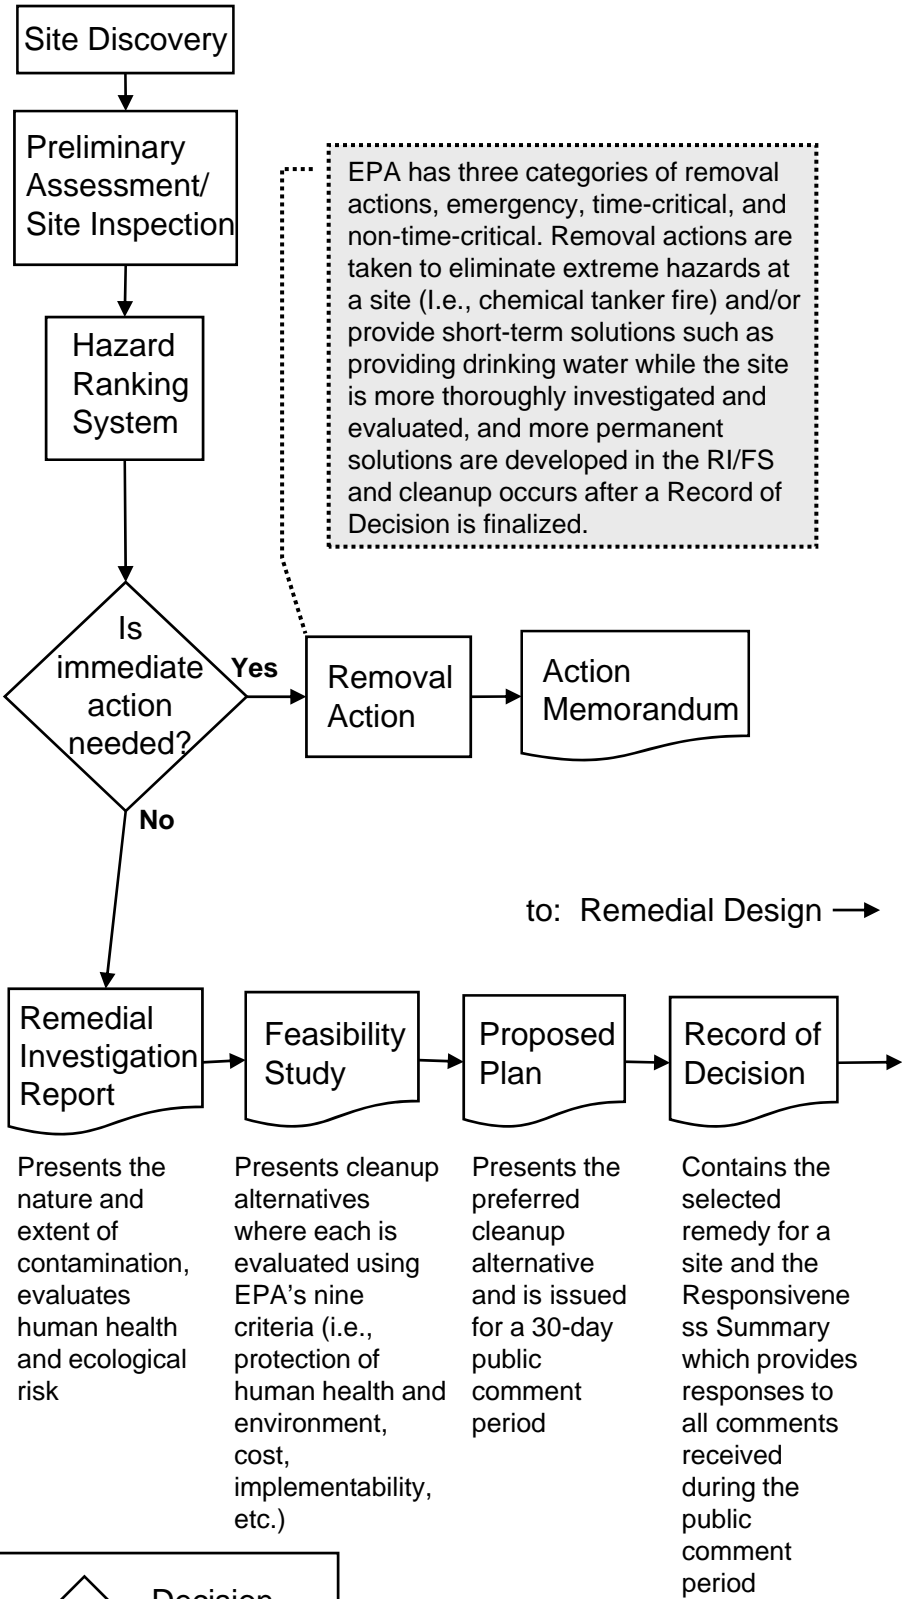 Site Discovery
Preliminary
Assessment/
Site Inspection
EPA has three categories of removal
actions, emergency, time-critical, and
non-time-critical. Removal actions are
taken to eliminate extreme hazards at
a site (I.e., chemical tanker fire) and/or
provide short-term solutions such as
providing drinking water while the site
is more thoroughly investigated and
evaluated, and more permanent
solutions are developed in the RI/FS
and cleanup occurs after a Record of
Decision is finalized.
Hazard
Ranking
System
Is
immediate
action
needed?
Yes
Removal
Action
Action
Memorandum
No
to: Remedial Design
Remedial
Investigation
Report
Feasibility
Study
Proposed
Plan
Record of
Decision
Presents the
nature and
extent of
contamination,
evaluates
human health
and ecological
risk
Presents cleanup
alternatives
where each is
evaluated using
EPA’s nine
criteria (i.e.,
protection of
human health and
environment,
cost,
implementability,
etc.)
Presents the
preferred
cleanup
alternative
and is issued
for a 30-day
public
comment
period
Contains the
selected
remedy for a
site and the
Responsivene
ss Summary
which provides
responses to
all comments
received
during the
public
comment
period
Decision